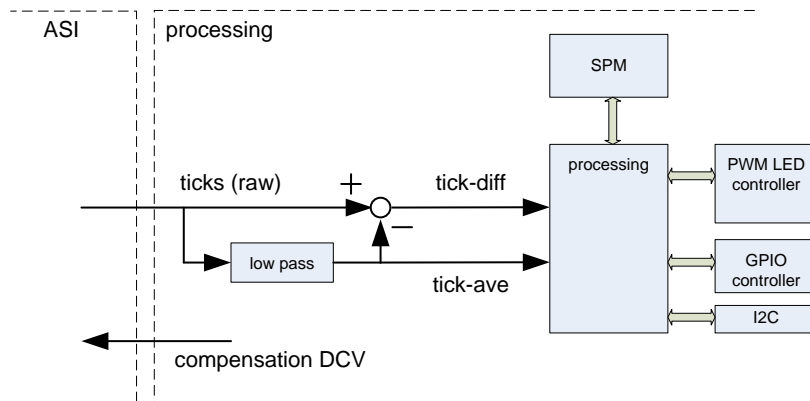 ASI
processing
SPM
processing
PWM LED
controller
ticks (raw)
+
tick-diff
−
low pass
tick-ave
GPIO
controller
I2C
compensation DCV